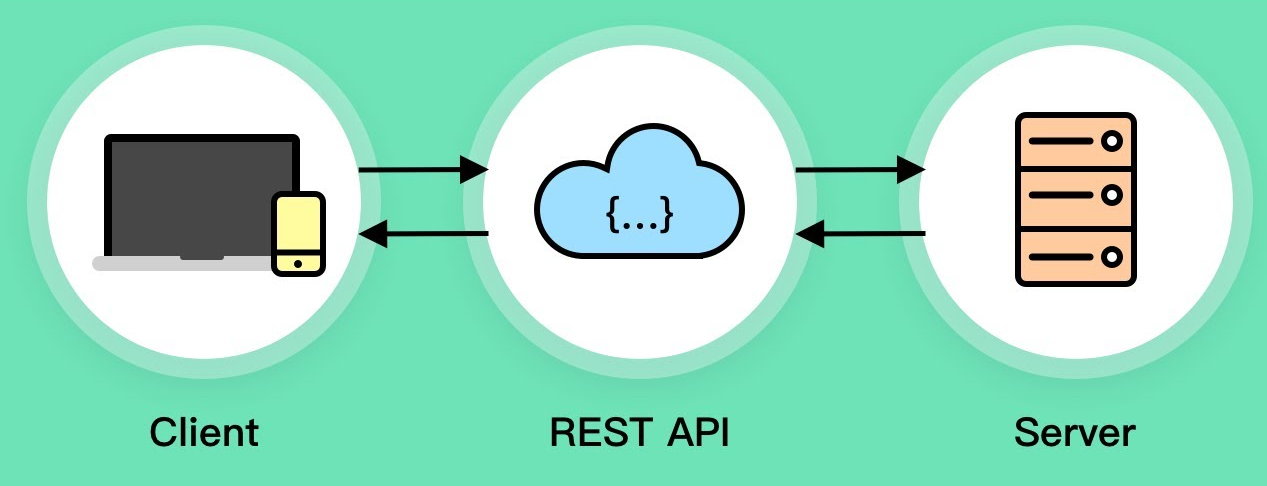 {...}
Client
REST API
Server